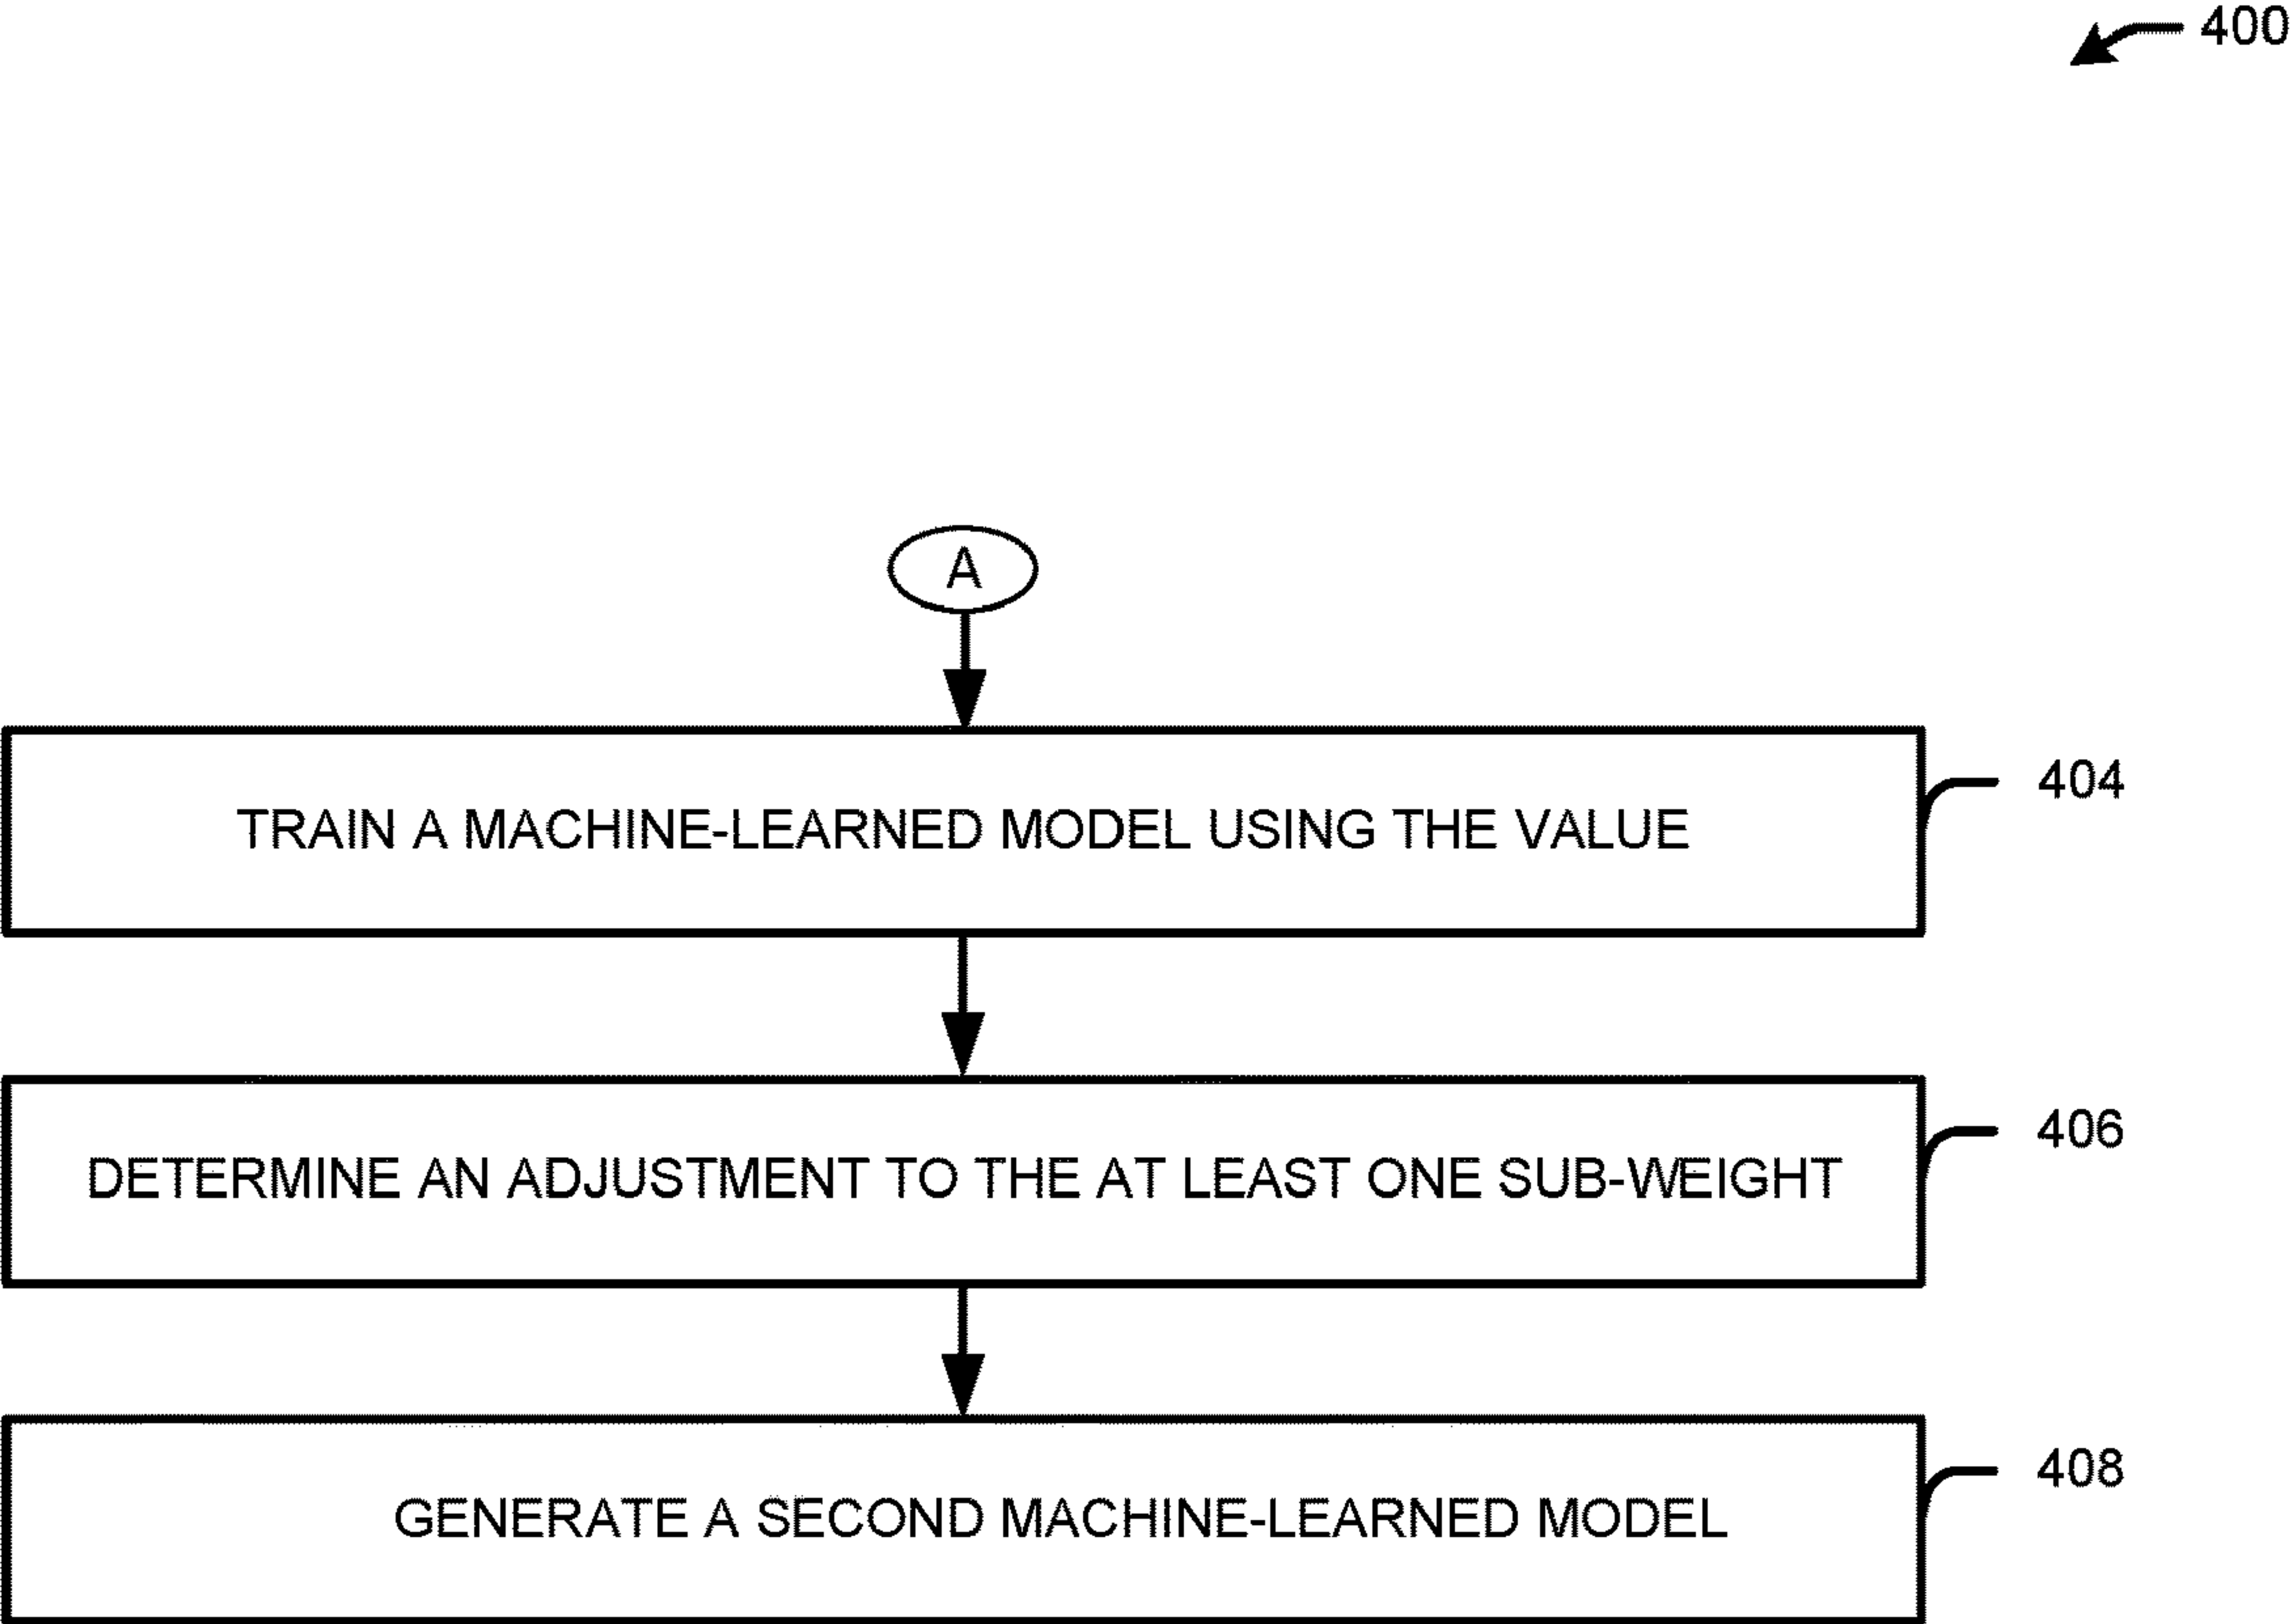 400
A
TRAIN A MACHINE-LEARNED MODEL USING THE VALUE
404
DETERMINE AN ADJUSTMENT TO THE AT LEAST ONE SUB-WEIGHT
406
GENERATE A SECOND MACHINE-LEARNED MODEL
408